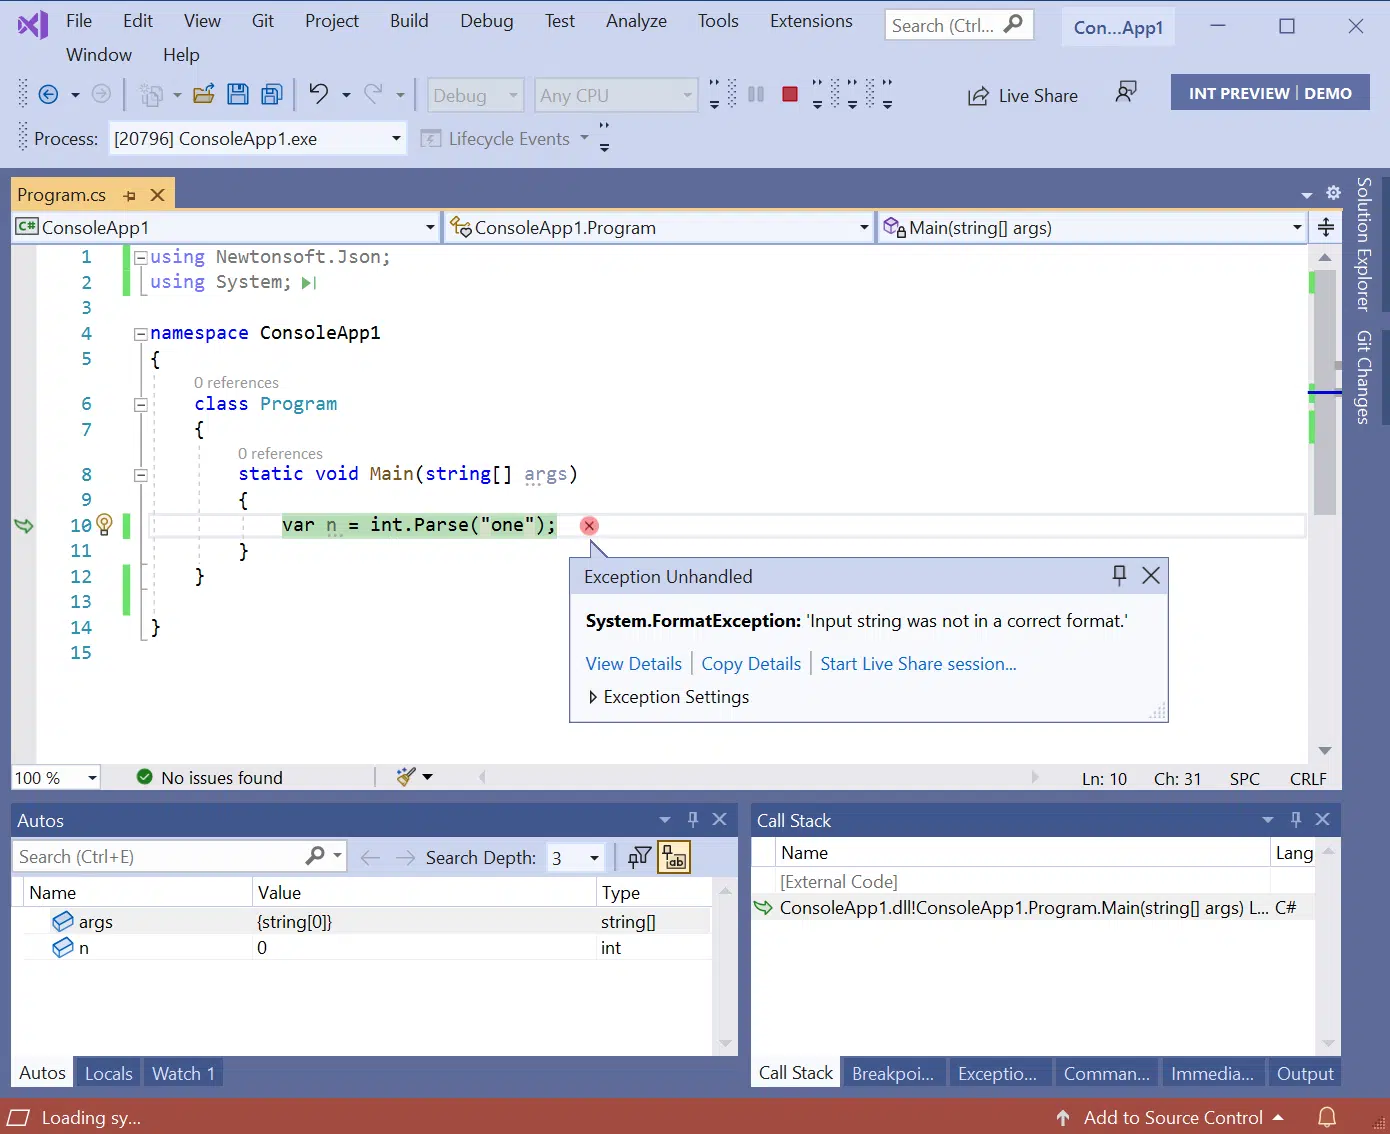 File Edit View Git Project Build Debug Test Analyze Tools Extensions Search (Ctrl... Con...App1
Window Help
Debug Any CPU Live Share INT PREVIEW | DEMO
Process: [20796] ConsoleApp1.exe Lifecycle Events
Program.cs
C# ConsoleApp1 ConsoleApp1.Program Main(string[] args)
Solution Explorer
Git Changes
1 using Newtonsoft.Json;
2 using System;
3
4 namespace ConsoleApp1
5 {
0 references
6 class Program
7 {
0 references
8 static void Main(string[] args)
9 {
10 var n = int.Parse("one");
11 }
12 }
13
14 }
15
Exception Unhandled
System.FormatException: 'Input string was not in a correct format.'
View Details | Copy Details | Start Live Share session...
Exception Settings
100 % No issues found Ln: 10 Ch: 31 SPC CRLF
Autos
Search (Ctrl+E) Search Depth: 3
Name Value Type
args {string[0]} string[]
n 0 int
Autos Locals Watch 1
Call Stack
Name Lang
[External Code]
ConsoleApp1.dll!ConsoleApp1.Program.Main(string[] args) L... C#
Call Stack Breakpoi... Exceptio... Comman... Immedia... Output
Loading sy... Add to Source Control